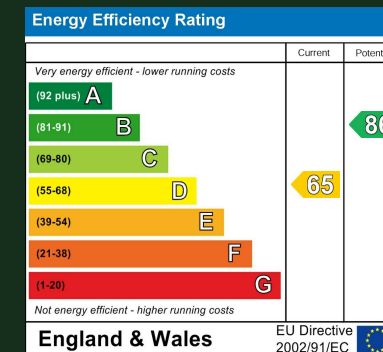 Energy Efficiency Rating
Current
Very energy efficient - lower running costs
(92 plus) A
(81-91) B
86
(69-80) C
(55-68) D
65
(39-54) E
(21-38) F
(1-20) G
Not energy efficient - higher running costs
England & Wales
EU Directive
2002/91/EC